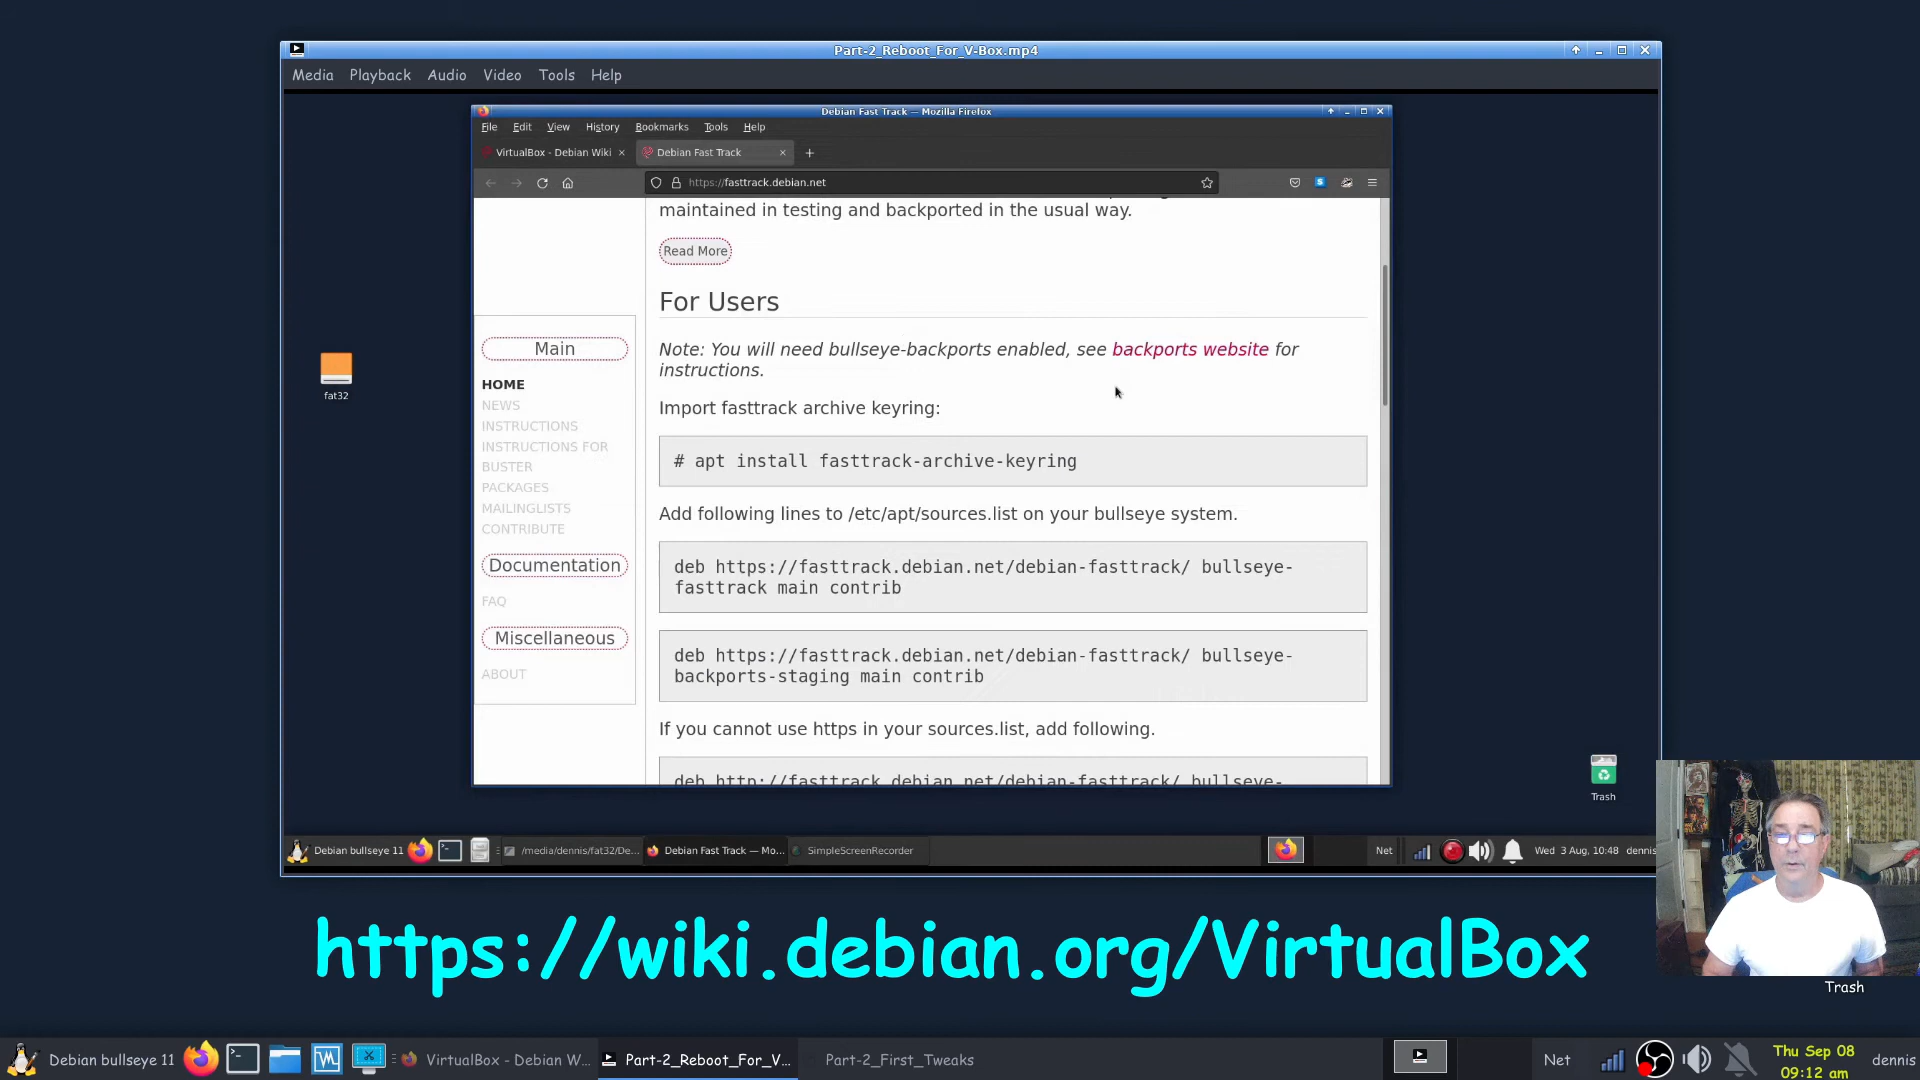 Part-2_Reboot_For_V-Box.mp4
Media Playback Audio Video Tools Help
Debian Fast Track — Mozilla Firefox
File Edit View History Bookmarks Tools Help
VirtualBox - Debian Wiki
Debian Fast Track
https://fasttrack.debian.net
maintained in testing and backported in the usual way.
Read More
For Users
Note: You will need bullseye-backports enabled, see backports website for
instructions.
Import fasttrack archive keyring:
# apt install fasttrack-archive-keyring
Add following lines to /etc/apt/sources.list on your bullseye system.
deb https://fasttrack.debian.net/debian-fasttrack/ bullseye-
fasttrack main contrib
deb https://fasttrack.debian.net/debian-fasttrack/ bullseye-
backports-staging main contrib
If you cannot use https in your sources.list, add following.
deb http://fasttrack.debian.net/debian-fasttrack/ bullseye-
Main
HOME
NEWS
INSTRUCTIONS
INSTRUCTIONS FOR
BUSTER
PACKAGES
MAILINGLISTS
CONTRIBUTE
Documentation
FAQ
Miscellaneous
ABOUT
fat32
Trash
Debian bullseye 11
/media/dennis/fat32/De...
Debian Fast Track — Mo...
SimpleScreenRecorder
Net
Wed 3 Aug, 10:48
dennis
https://wiki.debian.org/VirtualBox
Trash
Debian bullseye 11
VirtualBox - Debian W...
Part-2_Reboot_For_V...
Part-2_First_Tweaks
Net
Thu Sep 08
09:12 am
dennis